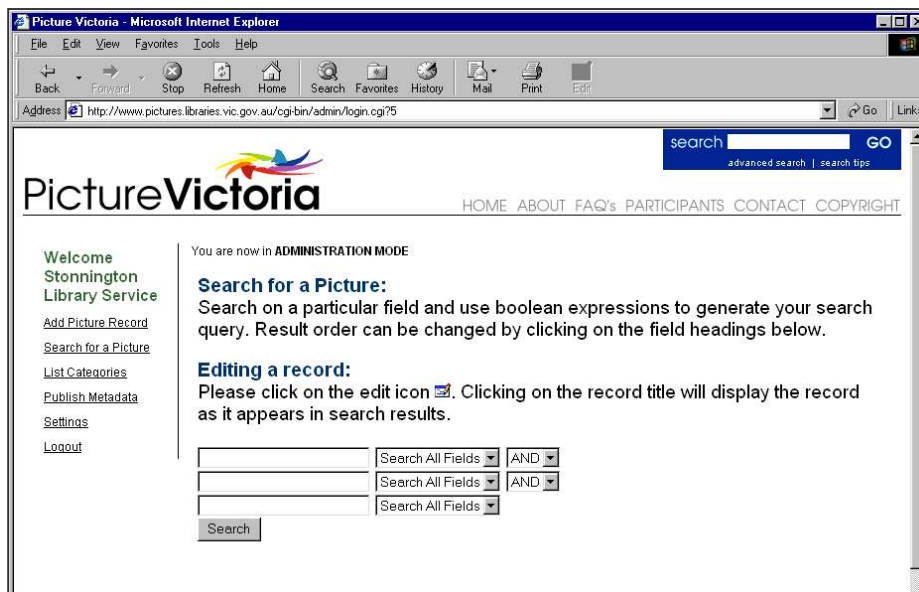 Picture Victoria - Microsoft Internet Explorer
File Edit View Favorites Tools Help
Back Forward Stop Refresh Home Search Favorites History Mail Print Edit
Address http://www.pictures.libraries.vic.gov.au/cgi-bin/admin/login.cgi?5 Go Links
search GO
advanced search | search tips
PictureVictoria
HOME ABOUT FAQ's PARTICIPANTS CONTACT COPYRIGHT
Welcome
Stonnington
Library Service
Add Picture Record
Search for a Picture
List Categories
Publish Metadata
Settings
Logout
You are now in ADMINISTRATION MODE
Search for a Picture:
Search on a particular field and use boolean expressions to generate your search
query. Result order can be changed by clicking on the field headings below.
Editing a record:
Please click on the edit icon . Clicking on the record title will display the record
as it appears in search results.
Search All Fields AND
Search All Fields AND
Search All Fields
Search